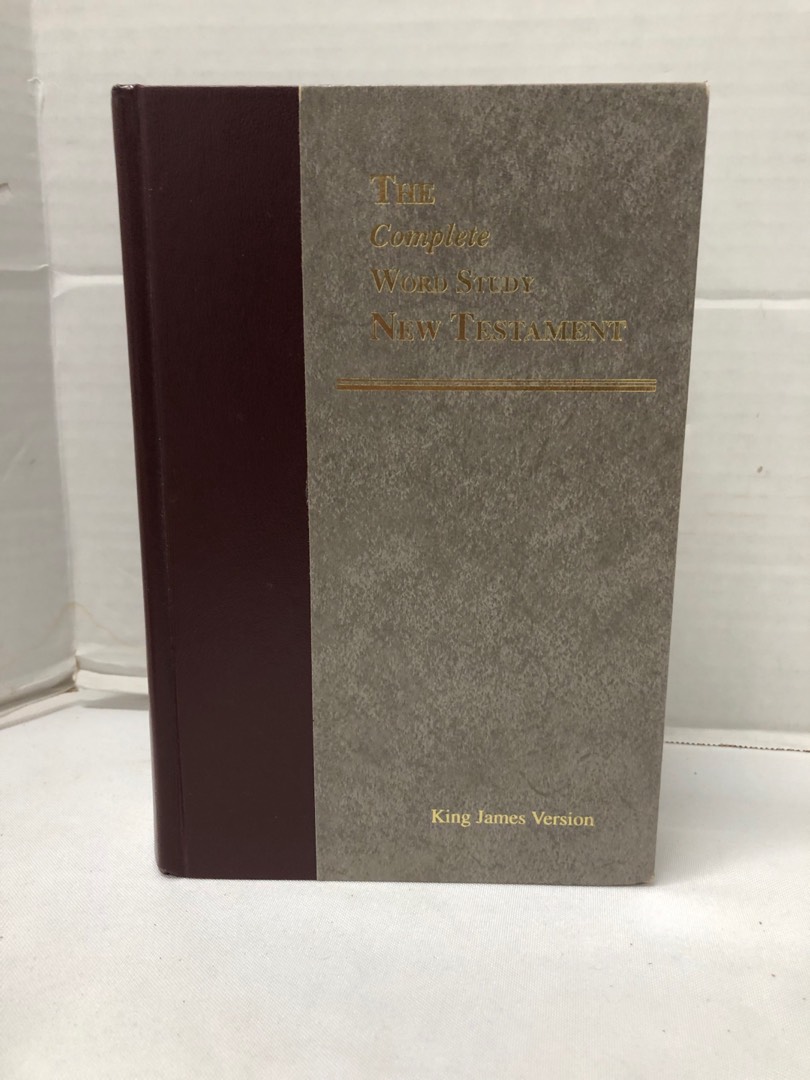 THE
Complete
WORD STUDY
NEW TESTAMENT
King James Version